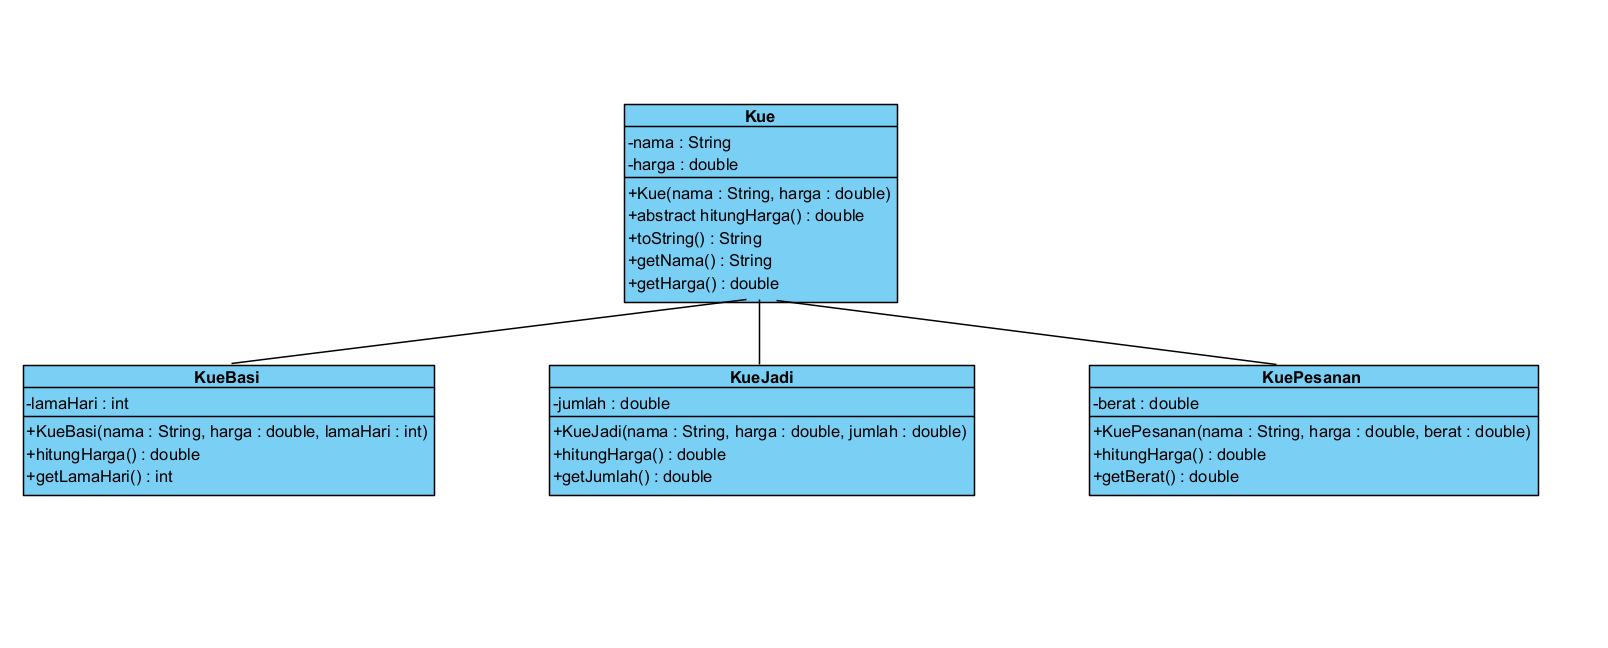 Kue
-nama : String
-harga : double
+Kue(nama : String, harga : double)
+abstract hitungHarga() : double
+toString() : String
+getNama() : String
+getHarga() : double
KueBasi
-lamaHari : int
+KueBasi(nama : String, harga : double, lamaHari : int)
+hitungHarga() : double
+getLamaHari() : int
KueJadi
-jumlah : double
+KueJadi(nama : String, harga : double, jumlah : double)
+hitungHarga() : double
+getJumlah() : double
KuePesanan
-berat : double
+KuePesanan(nama : String, harga : double, berat : double)
+hitungHarga() : double
+getBerat() : double